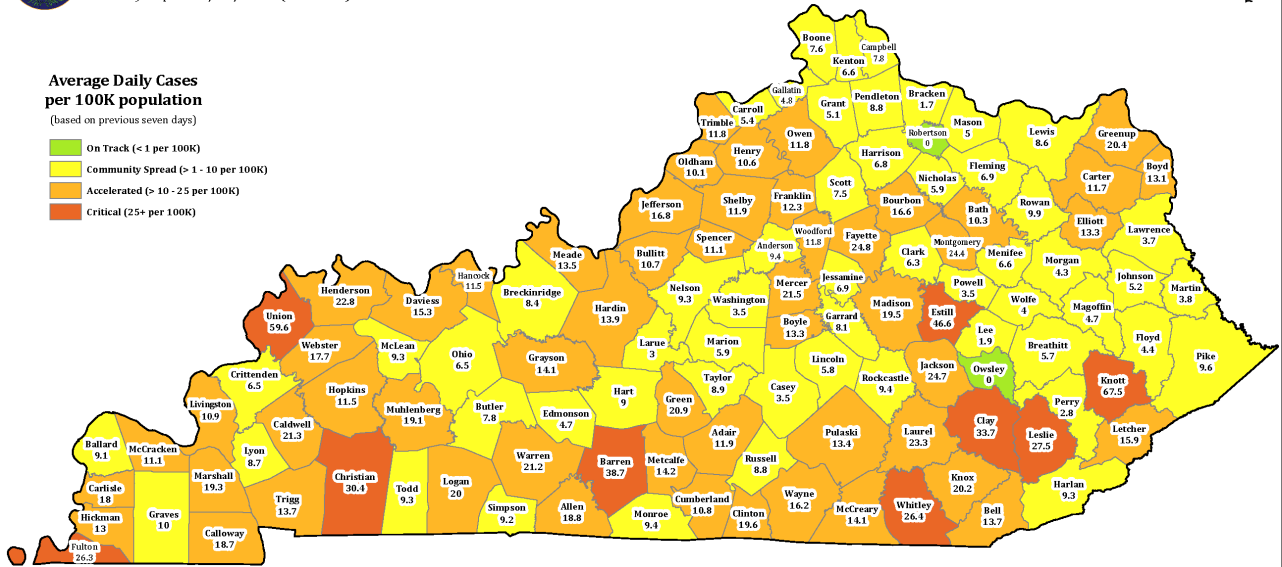 Average Daily Cases
per 100K population
(based on previous seven days)
On Track (< 1 per 100K)
Community Spread (> 1 - 10 per 100K)
Accelerated (> 10 - 25 per 100K)
Critical (25+ per 100K)
Boone
7.6
Kenton
6.6
Campbell
7.8
Gallatin
4.8
Carroll
5.4
Grant
5.1
Pendleton
8.8
Bracken
1.7
Trimble
11.8
Owen
11.8
Robertson
0
Mason
5
Lewis
8.6
Greenup
20.4
Henry
10.6
Oldham
10.1
Harrison
6.8
Fleming
6.9
Boyd
13.1
Carter
11.7
Nicholas
5.9
Scott
7.5
Jefferson
16.8
Shelby
11.9
Franklin
12.3
Bourbon
16.6
Bath
10.3
Rowan
9.9
Elliott
13.3
Lawrence
3.7
Spencer
11.1
Anderson
9.4
Woodford
11.8
Fayette
24.8
Clark
6.3
Montgomery
24.4
Menifee
6.6
Morgan
4.3
Johnson
5.2
Martin
3.8
Bullitt
10.7
Meade
13.5
Hancock
11.5
Henderson
22.8
Daviess
15.3
Breckinridge
8.4
Hardin
13.9
Nelson
9.3
Washington
3.5
Mercer
21.5
Jessamine
6.9
Madison
19.5
Powell
3.5
Estill
46.6
Wolfe
4
Magoffin
4.7
Union
59.6
Webster
17.7
McLean
9.3
Ohio
6.5
Grayson
14.1
Larue
3
Marion
5.9
Boyle
13.3
Garrard
8.1
Lincoln
5.8
Rockcastle
9.4
Jackson
24.7
Lee
1.9
Owsley
0
Breathitt
5.7
Floyd
4.4
Pike
9.6
Knott
67.5
Crittenden
6.5
Hopkins
11.5
Livingston
10.9
Muhlenberg
19.1
Butler
7.8
Edmonson
4.7
Hart
9
Green
20.9
Taylor
8.9
Casey
3.5
Perry
2.8
Clay
33.7
Leslie
27.5
Letcher
15.9
Caldwell
21.3
Lyon
8.7
Ballard
9.1
McCracken
11.1
Marshall
19.3
Warren
21.2
Barren
38.7
Metcalfe
14.2
Adair
11.9
Russell
8.8
Pulaski
13.4
Laurel
23.3
Knox
20.2
Harlan
9.3
Carlisle
18
Christian
30.4
Todd
9.3
Logan
20
Trigg
13.7
Simpson
9.2
Allen
18.8
Monroe
9.4
Cumberland
10.8
Clinton
19.6
Wayne
16.2
McCreary
14.1
Whitley
26.4
Bell
13.7
Hickman
13
Graves
10
Calloway
18.7
Fulton
26.3